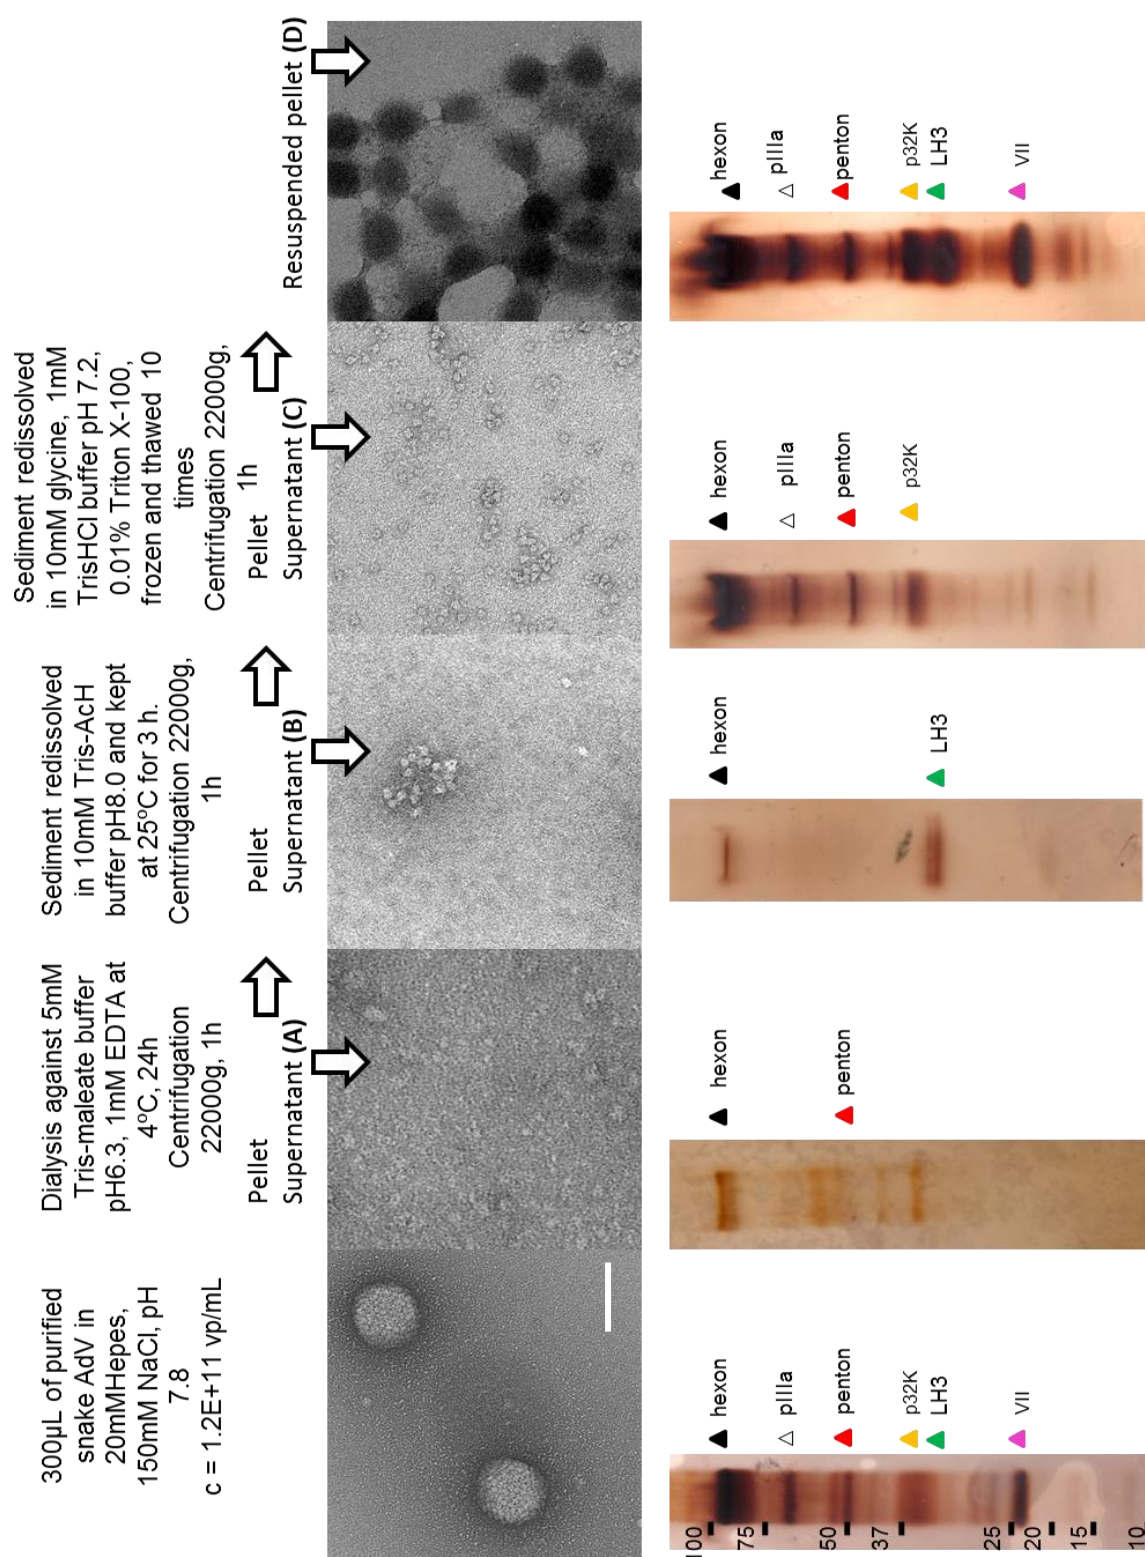 300µL of purified
snake AdV in
20mMHepes,
150mM NaCl, pH
7.8
c = 1.2E+11 vp/mL
Dialysis against 5mM
Tris-maleate buffer
pH6.3, 1mM EDTA at
4ºC, 24h
Centrifugation
22000g, 1h
Pellet
Supernatant (A)
Sediment redissolved
in 10mM Tris-AcH
buffer pH8.0 and kept
at 25ºC for 3 h.
Centrifugation 22000g,
1h
Pellet
Supernatant (B)
Sediment redissolved
in 10mM glycine, 1mM
TrisHCl buffer pH 7.2,
0.01% Triton X-100,
frozen and thawed 10
times
Centrifugation 22000g,
1h
Pellet
Supernatant (C)
Resuspended pellet (D)
100
75
50
37
25
20
15
10
hexon
pIIIa
penton
p32K
LH3
VII
hexon
penton
hexon
LH3
hexon
pIIIa
penton
p32K
hexon
pIIIa
penton
p32K
LH3
VII